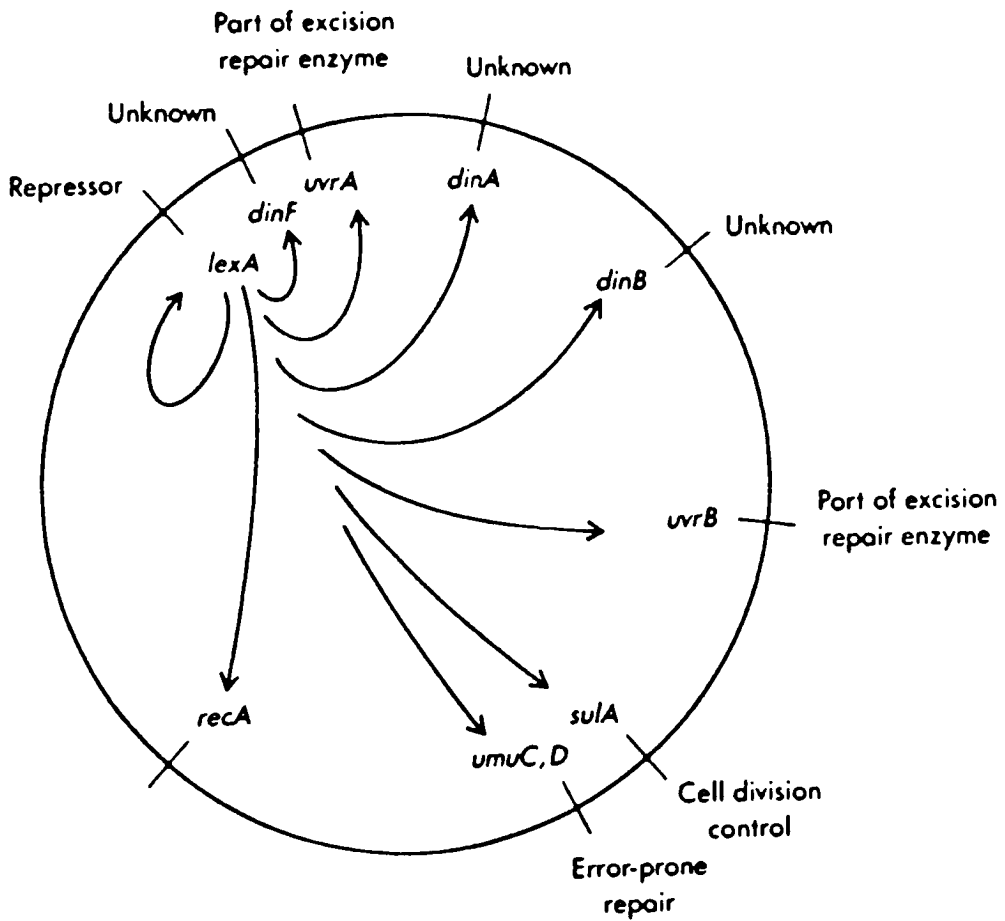 Part of excision
repair enzyme
Unknown
Unknown
Repressor
uvrA
dinA
dinF
Unknown
lexA
dinB
Part of excision
repair enzyme
uvrB
recA
sulA
umuC, D
Cell division
control
Error-prone
repair